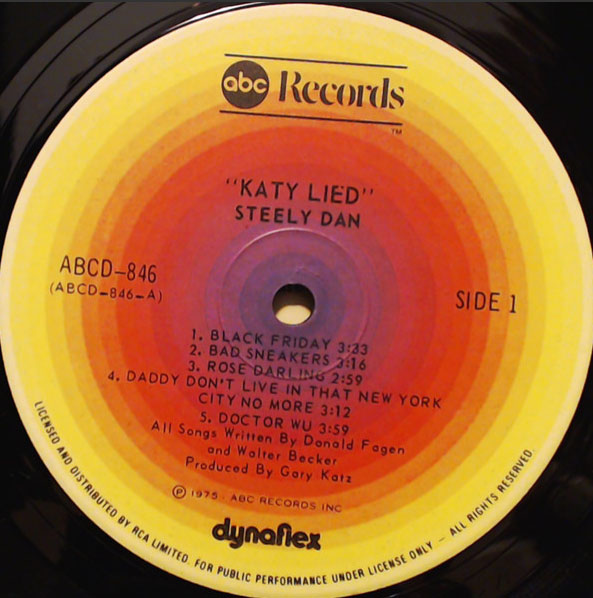 abc Records
TM
"KATY LIED"
STEELY DAN
ABCD-846
(ABCD-846-A)
SIDE 1
1. BLACK FRIDAY 3:33
2. BAD SNEAKERS 3:16
3. ROSE DARLING 2:59
4. DADDY DON'T LIVE IN THAT NEW YORK
CITY NO MORE 3:12
5. DOCTOR WU 3:59
All Songs Written By Donald Fagen
and Walter Becker
Produced By Gary Katz
℗ 1975 · ABC RECORDS INC
dynaflex
LICENSED AND DISTRIBUTED BY RCA LIMITED. FOR PUBLIC PERFORMANCE UNDER LICENSE ONLY — ALL RIGHTS RESERVED.